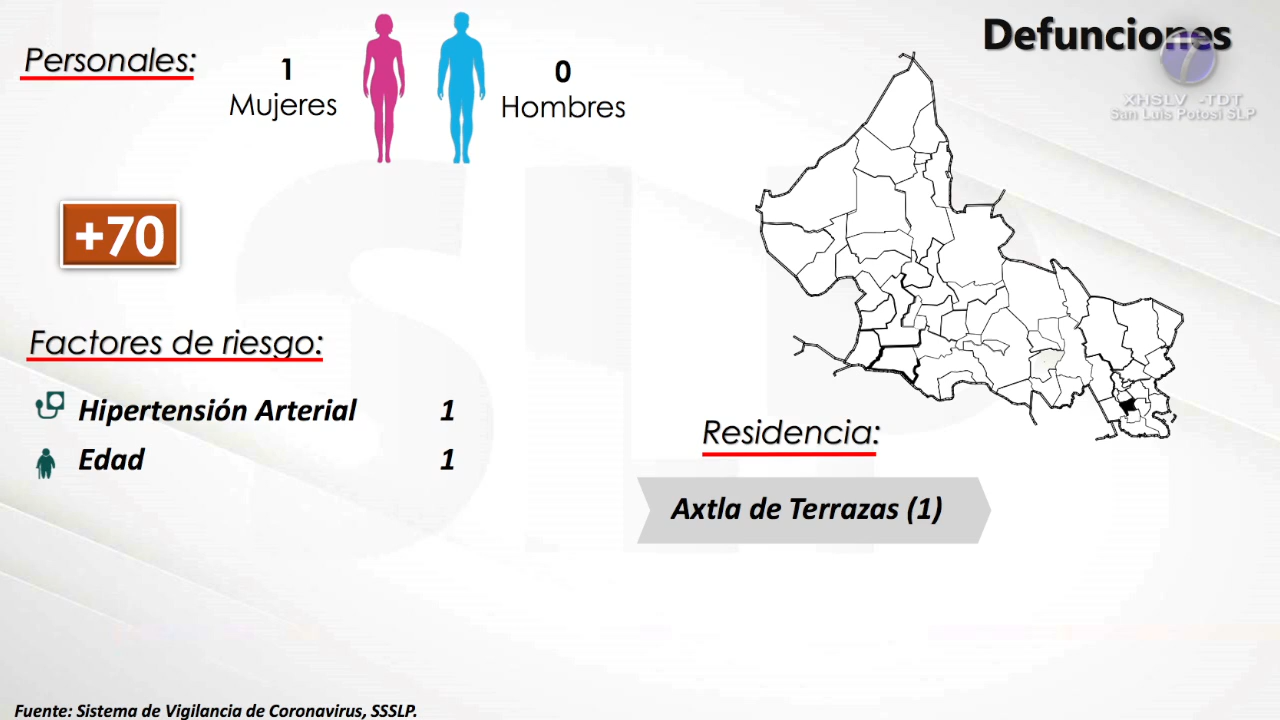 Defunciones
Personales:
1
Mujeres
0
Hombres
7
XHSLV -TDT
San Luis Potosí SLP
+70
Factores de riesgo:
Hipertensión Arterial 1
Edad 1
Residencia:
Axtla de Terrazas (1)
Fuente: Sistema de Vigilancia de Coronavirus, SSSLP.